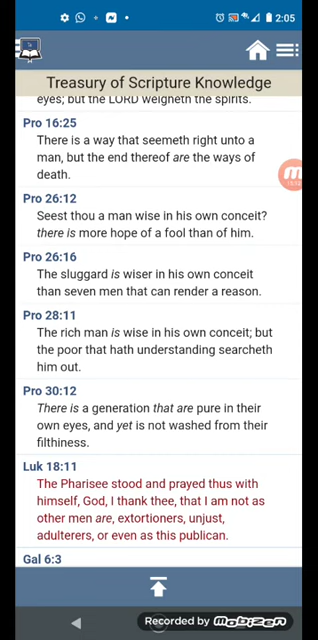 2:05
Treasury of Scripture Knowledge
eyes; but the LORD weigheth the spirits.
Pro 16:25
There is a way that seemeth right unto a
man, but the end thereof are the ways of
death.
Pro 26:12
Seest thou a man wise in his own conceit?
there is more hope of a fool than of him.
Pro 26:16
The sluggard is wiser in his own conceit
than seven men that can render a reason.
Pro 28:11
The rich man is wise in his own conceit; but
the poor that hath understanding searcheth
him out.
Pro 30:12
There is a generation that are pure in their
own eyes, and yet is not washed from their
filthiness.
Luk 18:11
The Pharisee stood and prayed thus with
himself, God, I thank thee, that I am not as
other men are, extortioners, unjust,
adulterers, or even as this publican.
Gal 6:3
Recorded by mobizen